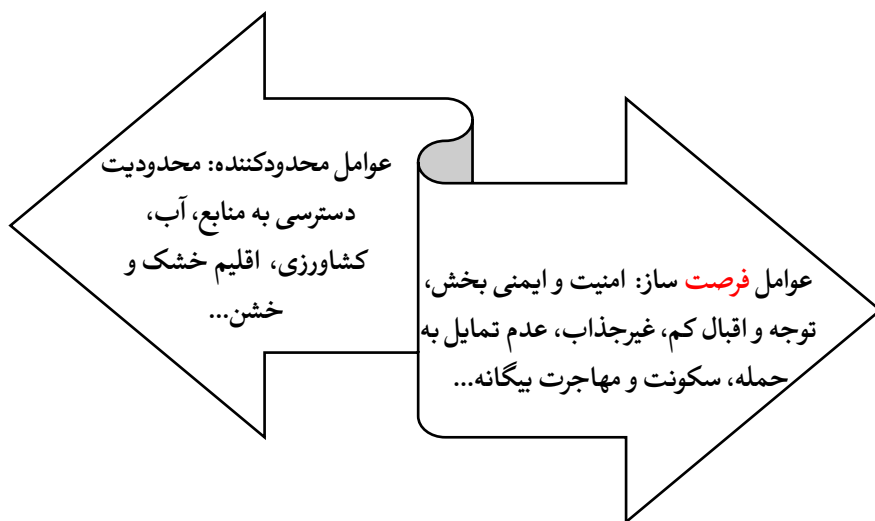 عوامل محدودکننده: محدودیت
دسترسی به منابع، آب،
کشاورزی، اقلیم خشک و
خشن...
عوامل فرصت ساز: امنیت و ایمنی بخش،
توجه و اقبال کم، غیرجذاب، عدم تمایل به
حمله، سکونت و مهاجرت بیگانه...